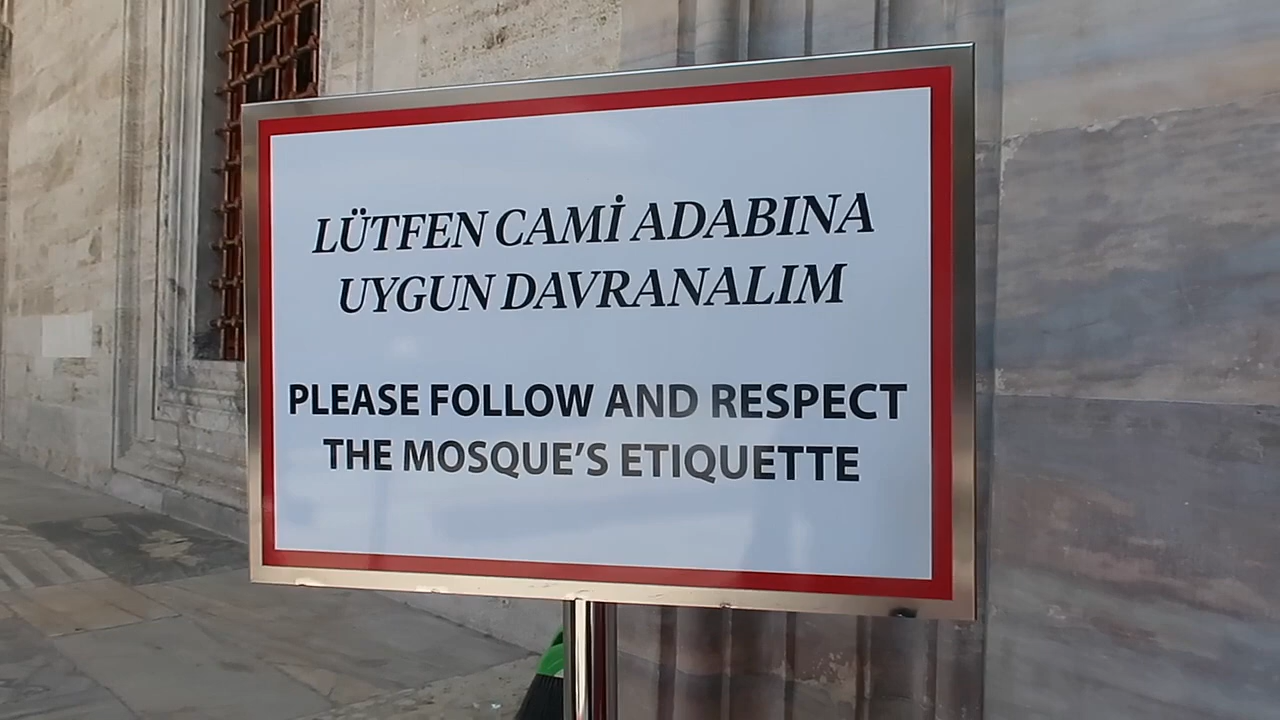 LÜTFEN CAMİ ADABINA
UYGUN DAVRANALIM
PLEASE FOLLOW AND RESPECT
THE MOSQUE'S ETIQUETTE